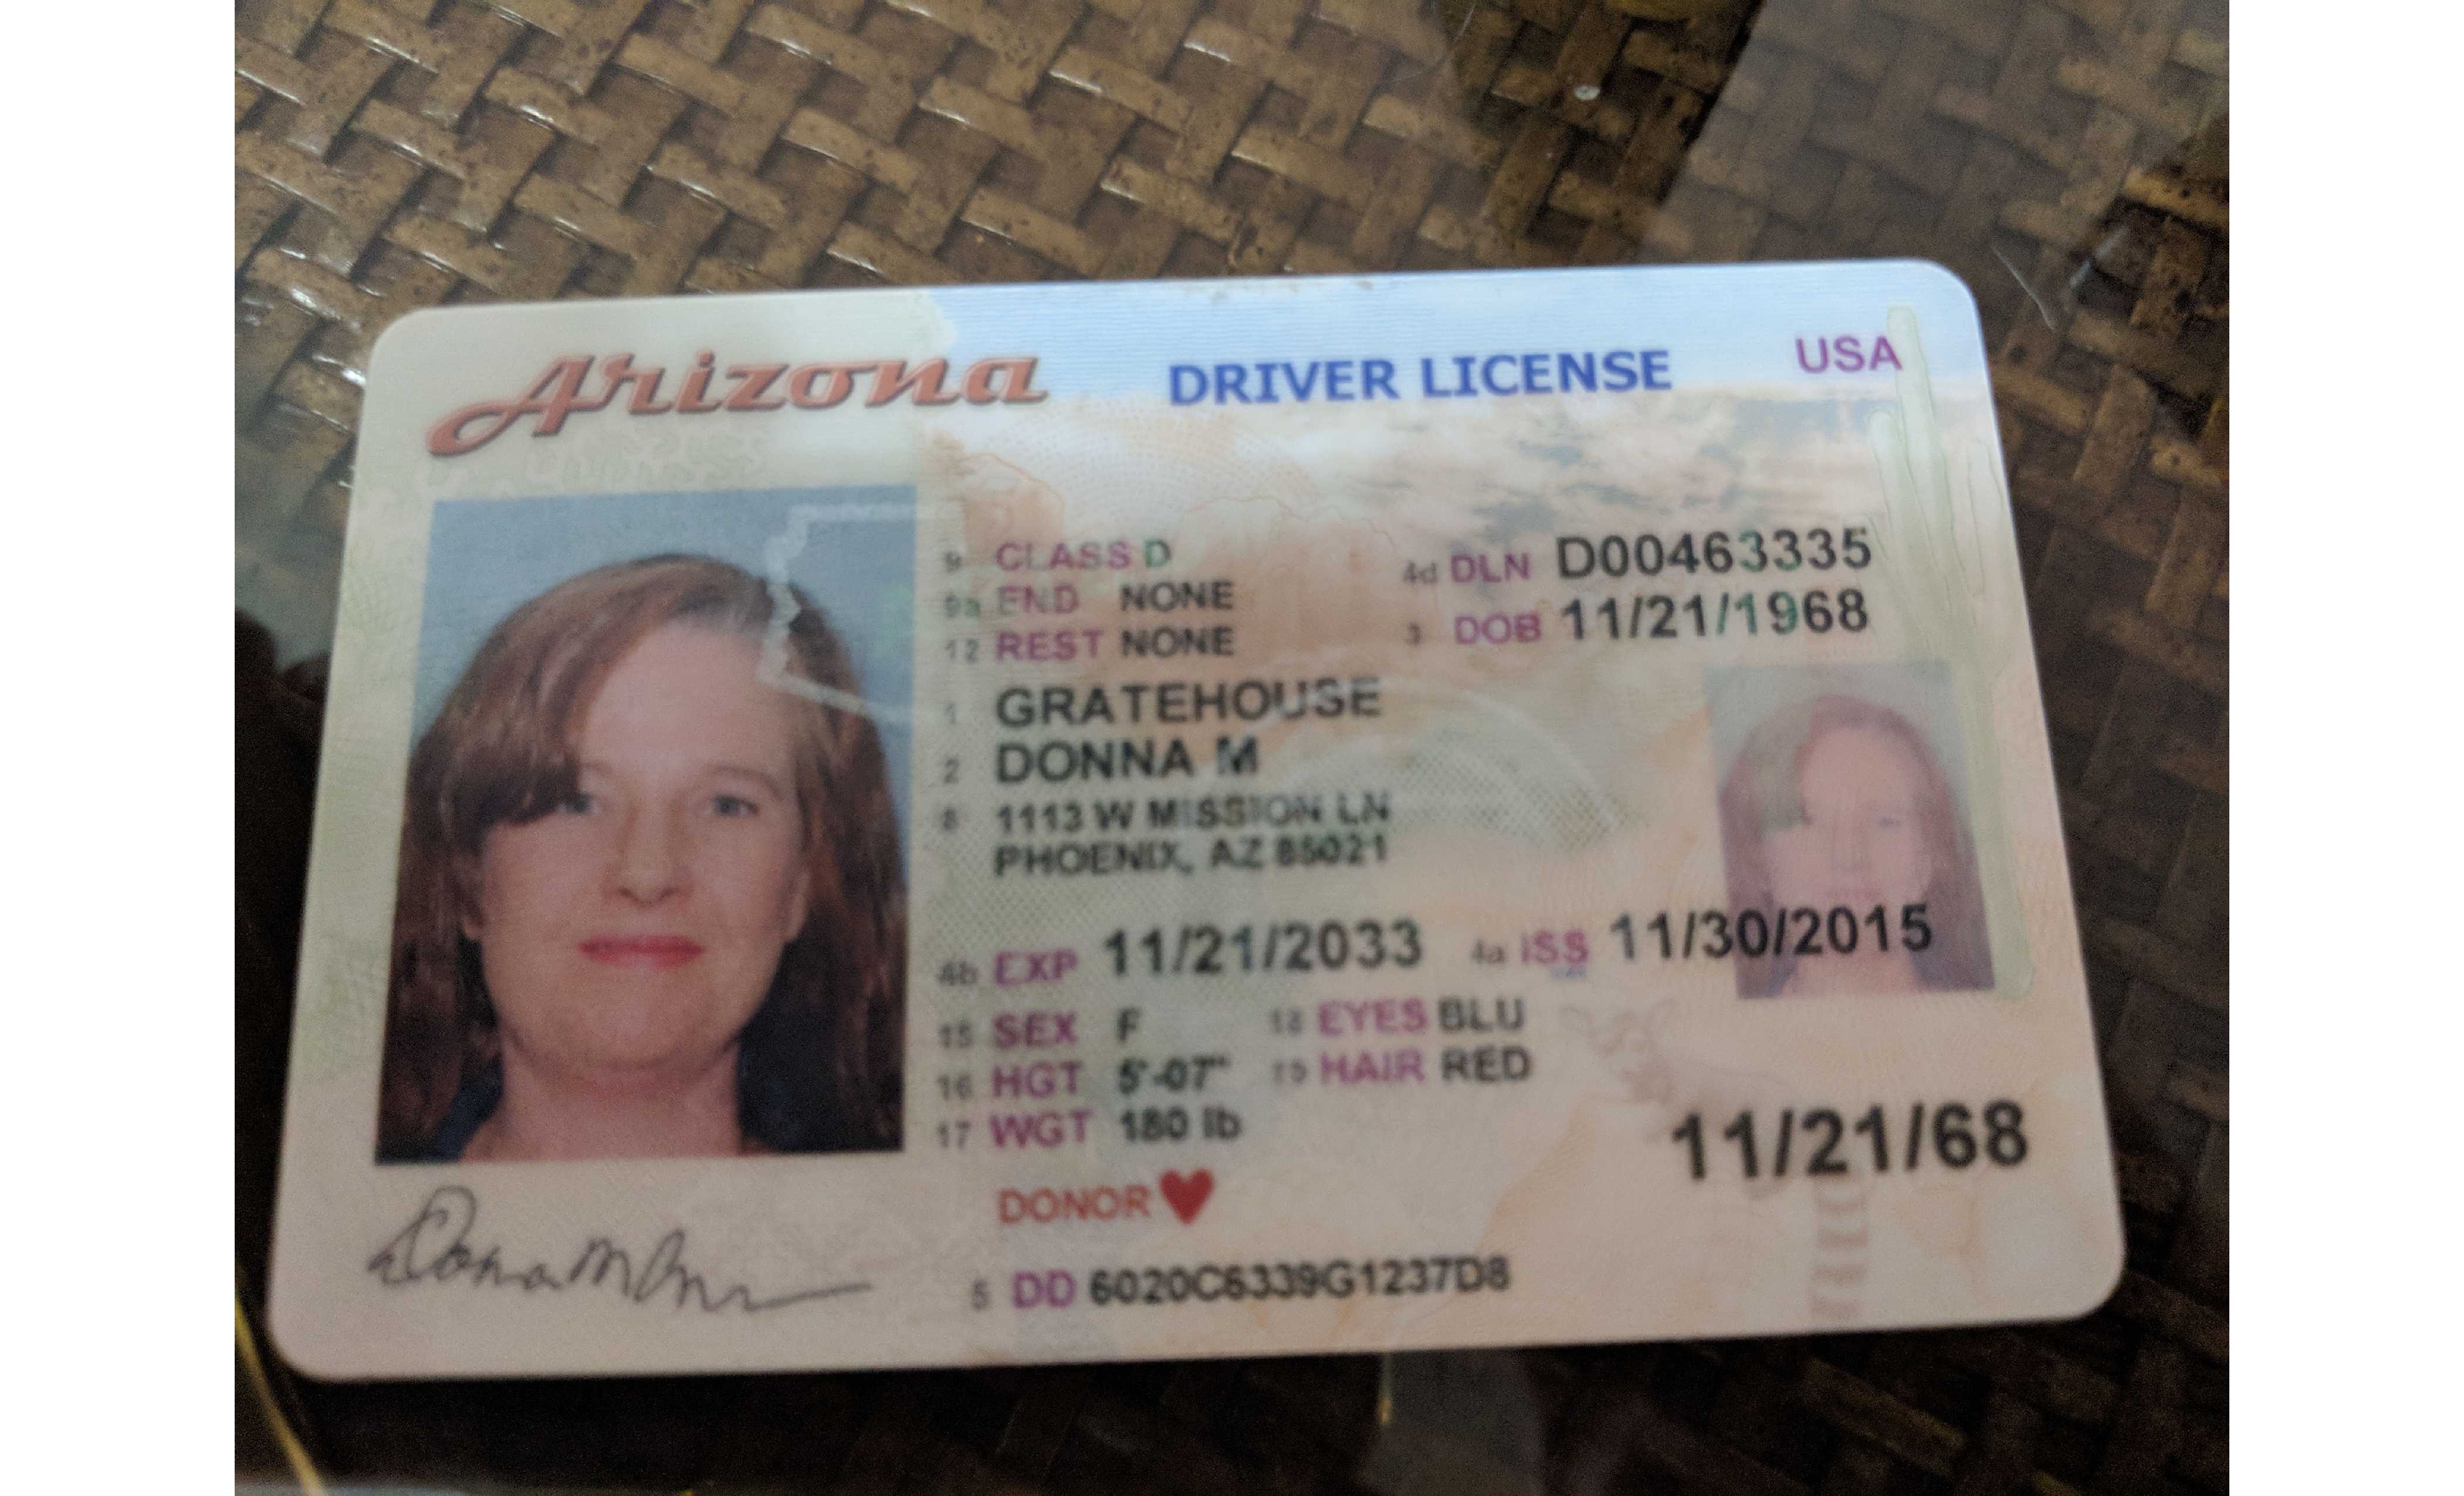 Arizona DRIVER LICENSE USA
9 CLASS D
9a END NONE
12 REST NONE
4d DLN D00463335
3 DOB 11/21/1968
1 GRATEHOUSE
2 DONNA M
8 1113 W MISSION LN
PHOENIX, AZ 85021
4b EXP 11/21/2033 4a ISS 11/30/2015
15 SEX F 18 EYES BLU
16 HGT 5'-07" 19 HAIR RED
17 WGT 180 lb
11/21/68
DONOR
5 DD 6020C6339G1237D8